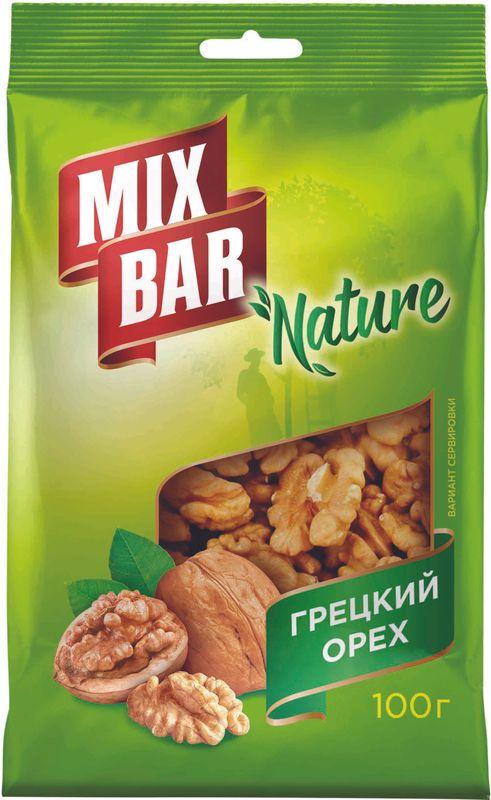 MIX
BAR
Nature
ВАРИАНТ СЕРВИРОВКИ
ГРЕЦКИЙ
ОРЕХ
100г